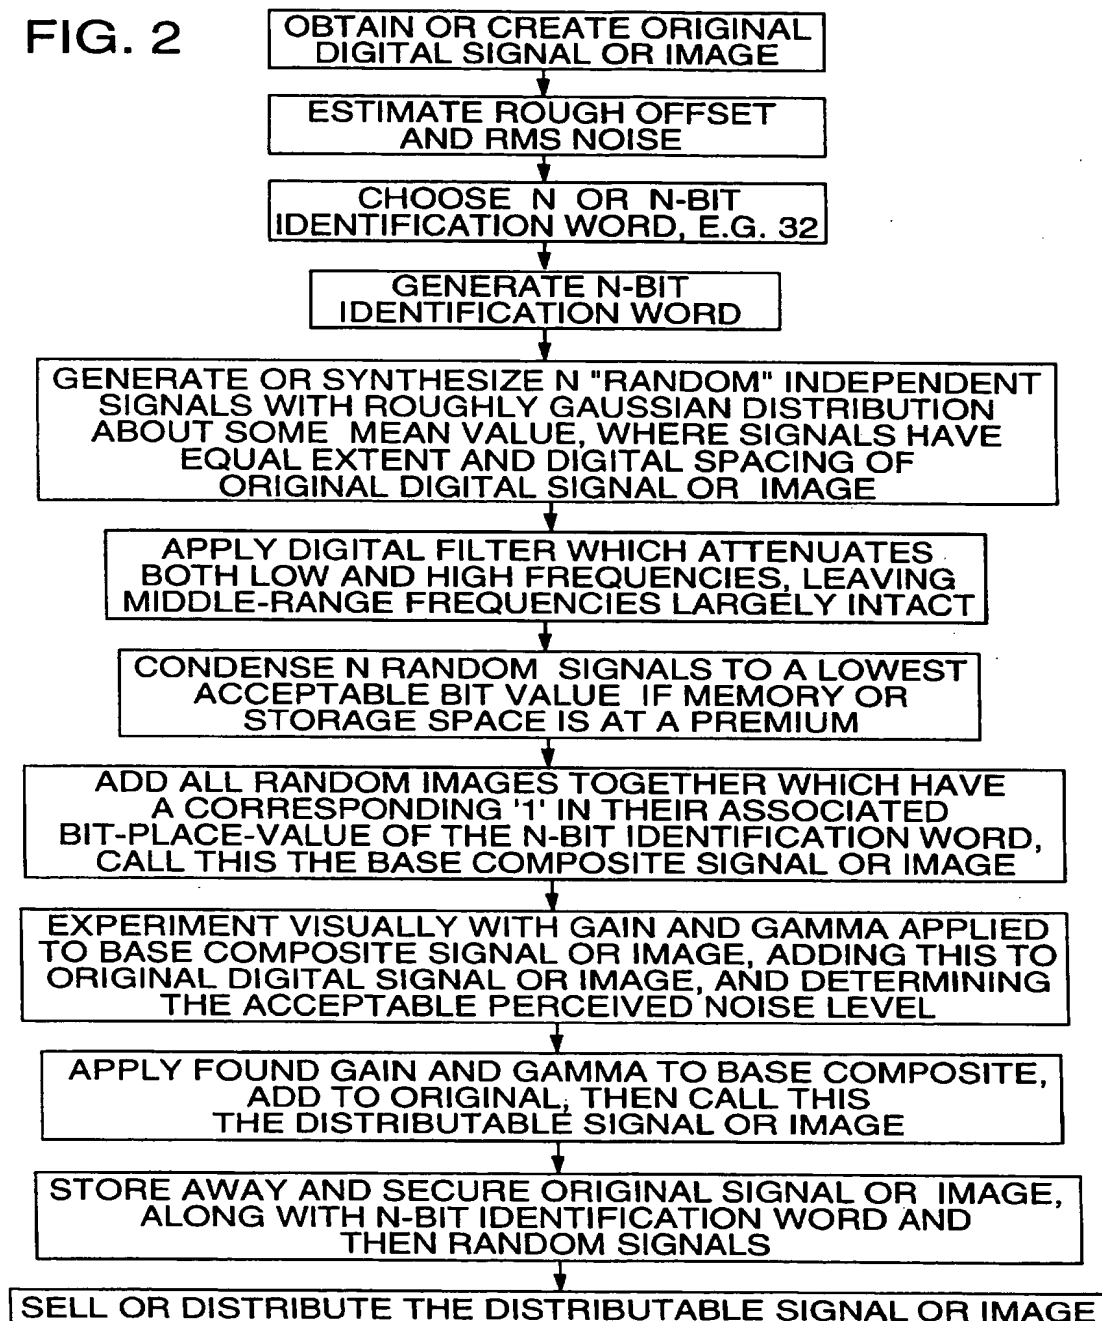 FIG. 2
OBTAIN OR CREATE ORIGINAL
DIGITAL SIGNAL OR IMAGE
ESTIMATE ROUGH OFFSET
AND RMS NOISE
CHOOSE N OR N-BIT
IDENTIFICATION WORD, E.G. 32
GENERATE N-BIT
IDENTIFICATION WORD
GENERATE OR SYNTHESIZE N "RANDOM" INDEPENDENT
SIGNALS WITH ROUGHLY GAUSSIAN DISTRIBUTION
ABOUT SOME MEAN VALUE, WHERE SIGNALS HAVE
EQUAL EXTENT AND DIGITAL SPACING OF
ORIGINAL DIGITAL SIGNAL OR IMAGE
APPLY DIGITAL FILTER WHICH ATTENUATES
BOTH LOW AND HIGH FREQUENCIES, LEAVING
MIDDLE-RANGE FREQUENCIES LARGELY INTACT
CONDENSE N RANDOM SIGNALS TO A LOWEST
ACCEPTABLE BIT VALUE IF MEMORY OR
STORAGE SPACE IS AT A PREMIUM
ADD ALL RANDOM IMAGES TOGETHER WHICH HAVE
A CORRESPONDING '1' IN THEIR ASSOCIATED
BIT-PLACE-VALUE OF THE N-BIT IDENTIFICATION WORD,
CALL THIS THE BASE COMPOSITE SIGNAL OR IMAGE
EXPERIMENT VISUALLY WITH GAIN AND GAMMA APPLIED
TO BASE COMPOSITE SIGNAL OR IMAGE, ADDING THIS TO
ORIGINAL DIGITAL SIGNAL OR IMAGE, AND DETERMINING
THE ACCEPTABLE PERCEIVED NOISE LEVEL
APPLY FOUND GAIN AND GAMMA TO BASE COMPOSITE,
ADD TO ORIGINAL, THEN CALL THIS
THE DISTRIBUTABLE SIGNAL OR IMAGE
STORE AWAY AND SECURE ORIGINAL SIGNAL OR IMAGE,
ALONG WITH N-BIT IDENTIFICATION WORD AND
THEN RANDOM SIGNALS
SELL OR DISTRIBUTE THE DISTRIBUTABLE SIGNAL OR IMAGE